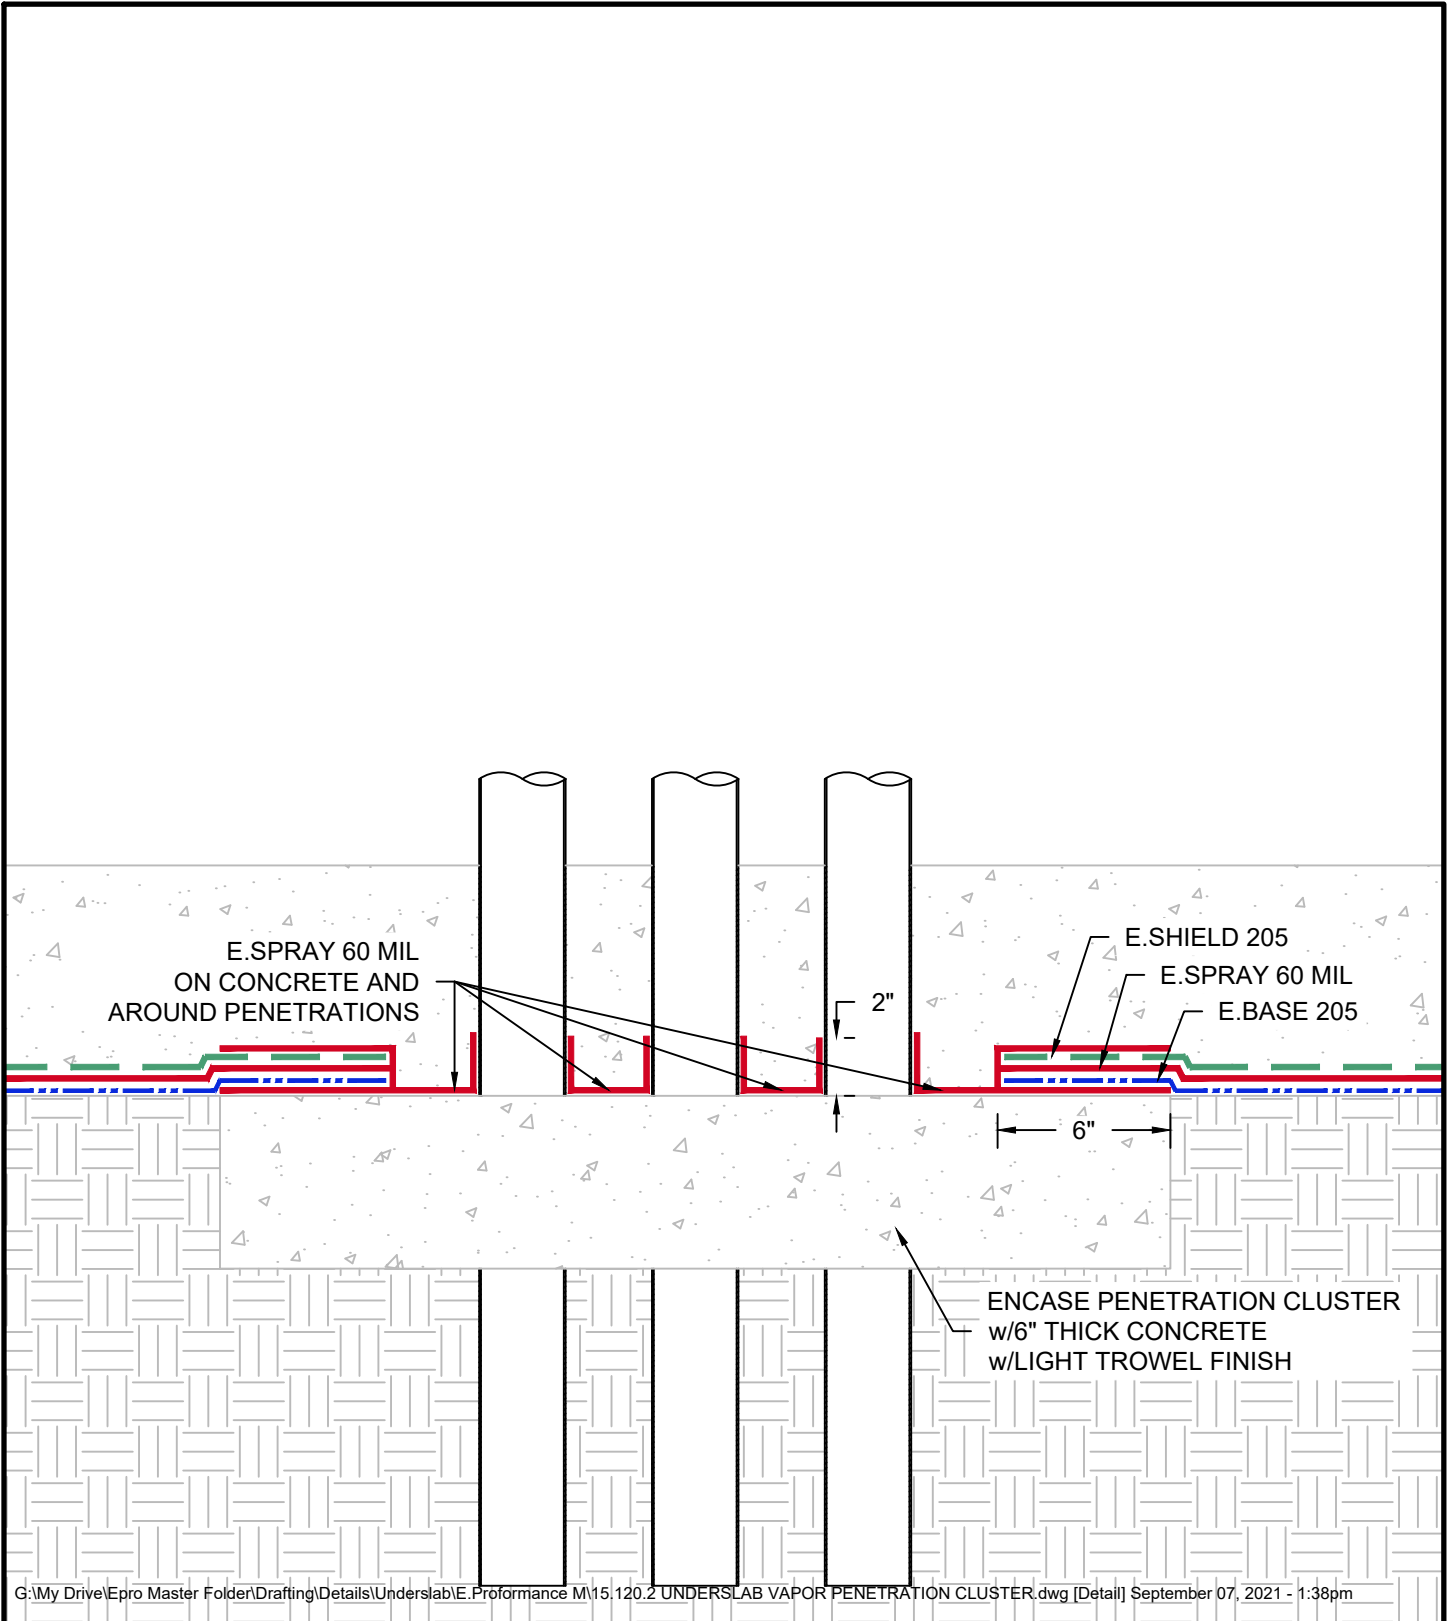 E.SPRAY 60 MIL
ON CONCRETE AND
AROUND PENETRATIONS
2"
E.SHIELD 205
E.SPRAY 60 MIL
E.BASE 205
6"
ENCASE PENETRATION CLUSTER
w/6" THICK CONCRETE
w/LIGHT TROWEL FINISH
G:\My Drive\Epro Master Folder\Drafting\Details\Underslab\E.Proformance M\15.120.2 UNDERSLAB VAPOR PENETRATION CLUSTER.dwg [Detail] September 07, 2021 - 1:38pm